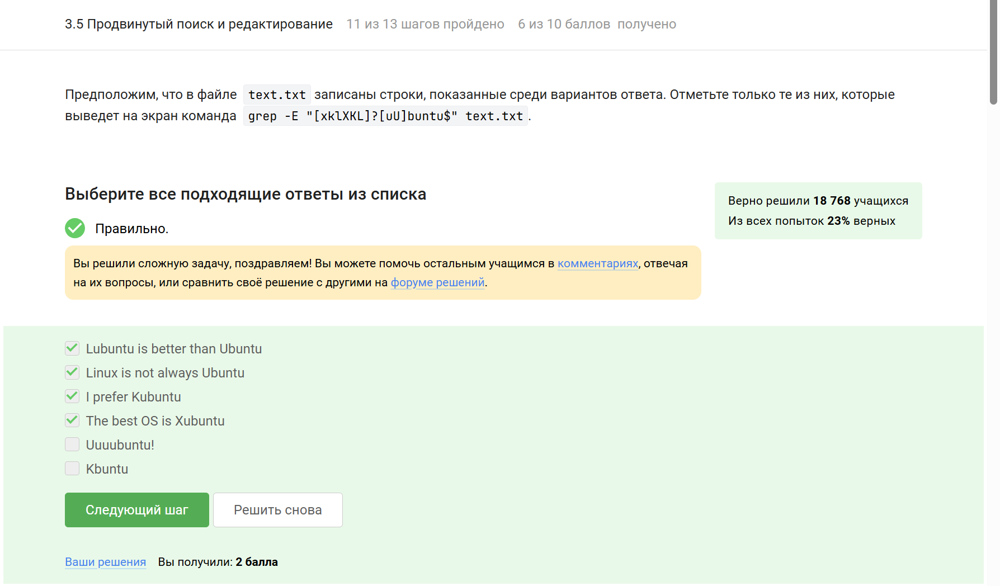 3.5 Продвинутый поиск и редактирование 11 из 13 шагов пройдено 6 из 10 баллов получено
Предположим, что в файле text.txt записаны строки, показанные среди вариантов ответа. Отметьте только те из них, которые
выведет на экран команда grep -E "[xklXKL]?[uU]buntu$" text.txt.
Выберите все подходящие ответы из списка
Верно решили 18 768 учащихся
Из всех попыток 23% верных
Правильно.
Вы решили сложную задачу, поздравляем! Вы можете помочь остальным учащимся в комментариях, отвечая
на их вопросы, или сравнить своё решение с другими на форуме решений.
Lubuntu is better than Ubuntu
Linux is not always Ubuntu
I prefer Kubuntu
The best OS is Xubuntu
Uuuubuntu!
Kbuntu
Следующий шаг Решить снова
Ваши решения Вы получили: 2 балла